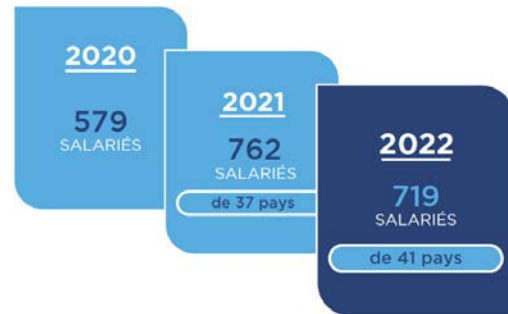 2020
579
SALARIÉS
2021
762
SALARIÉS
de 37 pays
2022
719
SALARIÉS
de 41 pays